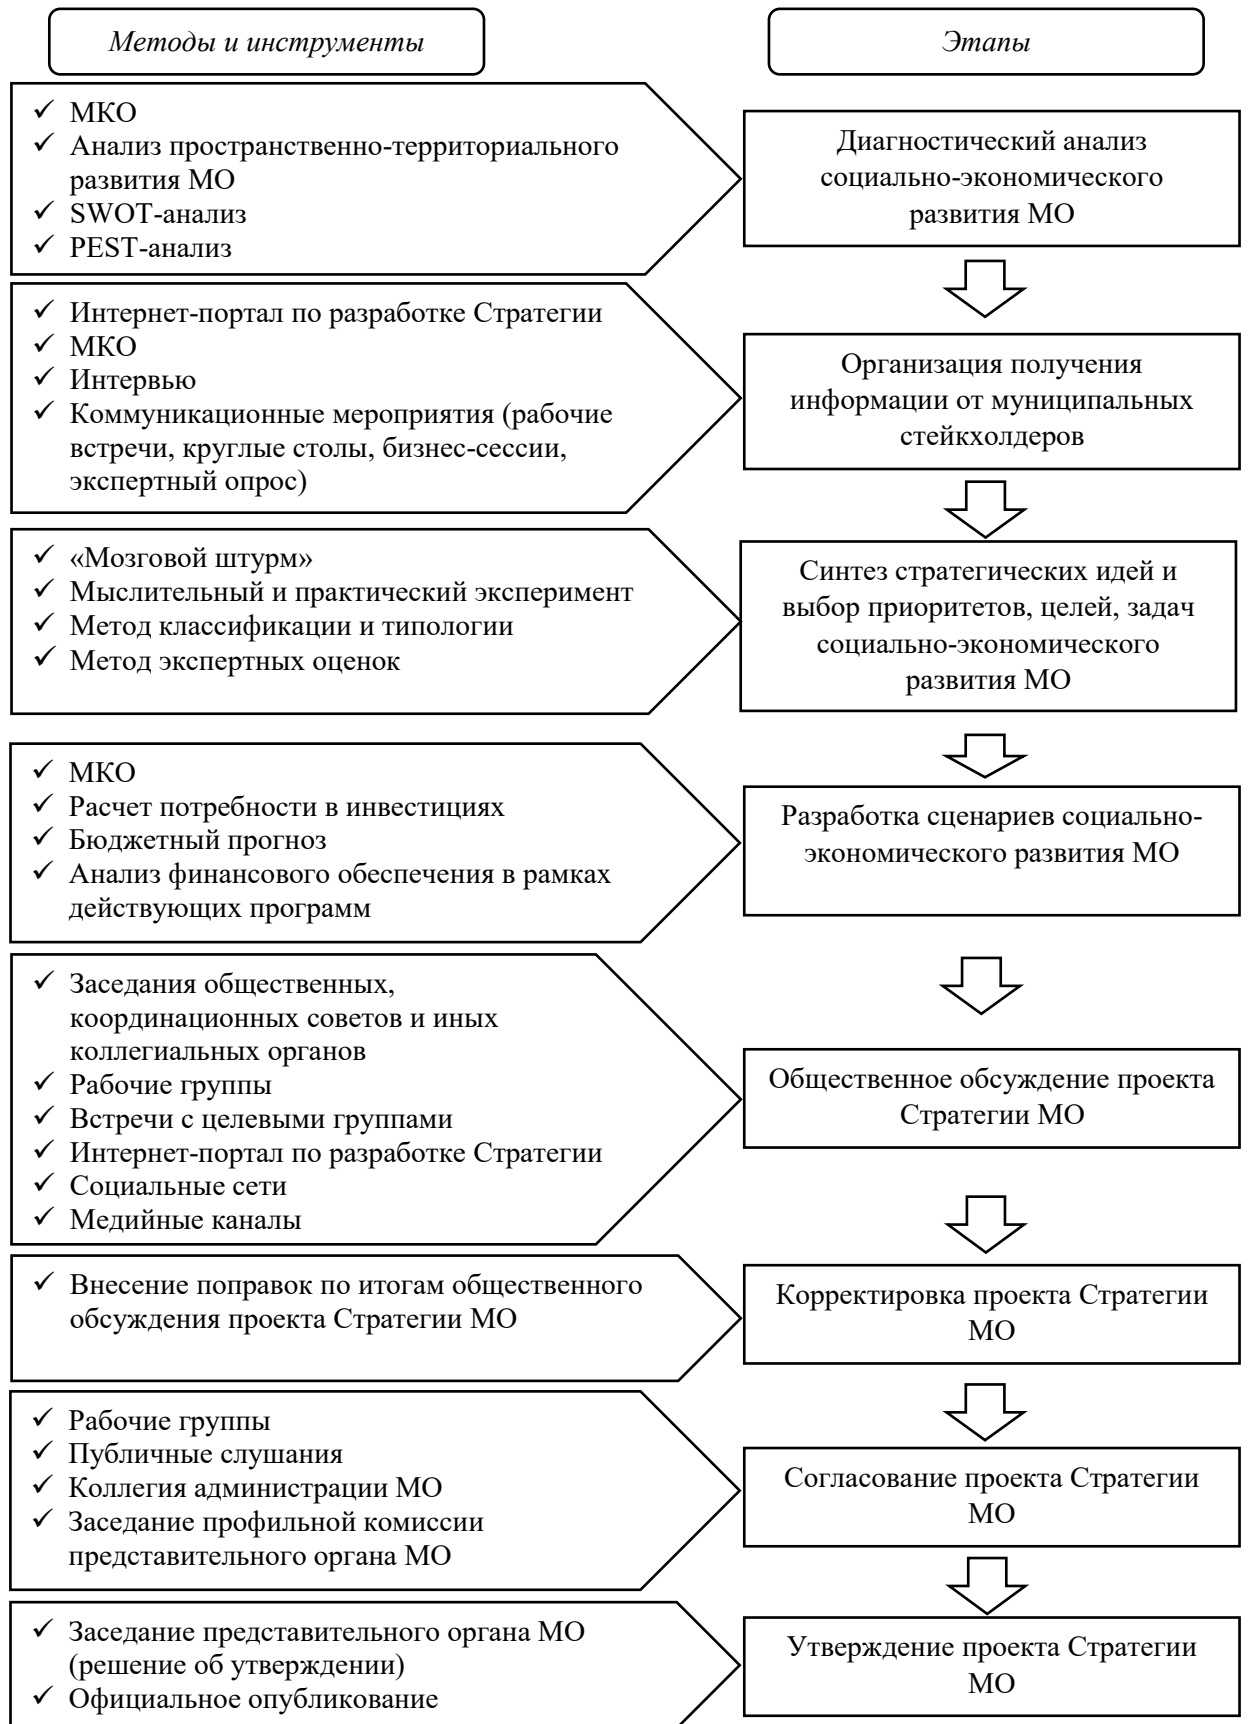 Методы и инструменты
Этапы
✓ МКО
✓ Анализ пространственно-территориального
развития МО
✓ SWOT-анализ
✓ PEST-анализ
Диагностический анализ
социально-экономического
развития МО
✓ Интернет-портал по разработке Стратегии
✓ МКО
✓ Интервью
✓ Коммуникационные мероприятия (рабочие
встречи, круглые столы, бизнес-сессии,
экспертный опрос)
Организация получения
информации от муниципальных
стейкхолдеров
✓ «Мозговой штурм»
✓ Мыслительный и практический эксперимент
✓ Метод классификации и типологии
✓ Метод экспертных оценок
Синтез стратегических идей и
выбор приоритетов, целей, задач
социально-экономического
развития МО
✓ МКО
✓ Расчет потребности в инвестициях
✓ Бюджетный прогноз
✓ Анализ финансового обеспечения в рамках
действующих программ
Разработка сценариев социально-
экономического развития МО
✓ Заседания общественных,
координационных советов и иных
коллегиальных органов
✓ Рабочие группы
✓ Встречи с целевыми группами
✓ Интернет-портал по разработке Стратегии
✓ Социальные сети
✓ Медийные каналы
Общественное обсуждение проекта
Стратегии МО
✓ Внесение поправок по итогам общественного
обсуждения проекта Стратегии МО
Корректировка проекта Стратегии
МО
✓ Рабочие группы
✓ Публичные слушания
✓ Коллегия администрации МО
✓ Заседание профильной комиссии
представительного органа МО
Согласование проекта Стратегии
МО
✓ Заседание представительного органа МО
(решение об утверждении)
✓ Официальное опубликование
Утверждение проекта Стратегии
МО